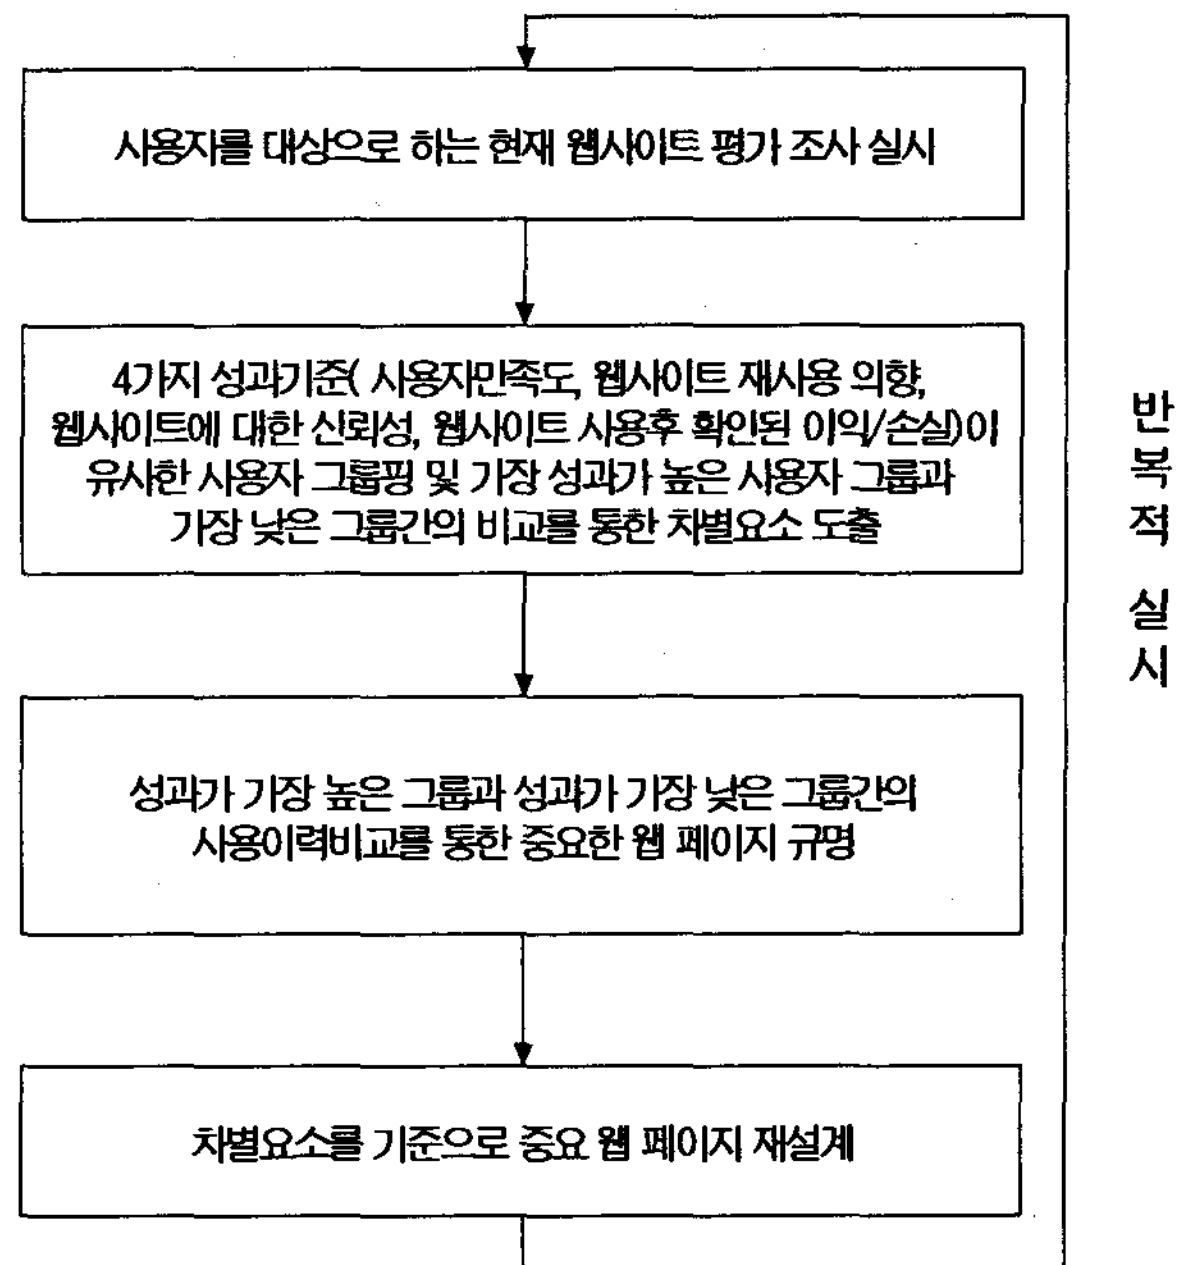 사용자를 대상으로 하는 현재 웹사이트 평가 조사 실시
4가지 성과기준( 사용자만족도, 웹사이트 재사용 의향,
웹사이트에 대한 신뢰성, 웹사이트 사용후 확인된 이익/손실)이
유사한 사용자 그룹핑 및 가장 성과가 높은 사용자 그룹과
가장 낮은 그룹간의 비교를 통한 차별요소 도출
성과가 가장 높은 그룹과 성과가 가장 낮은 그룹간의
사용이력비교를 통한 중요한 웹 페이지 규명
차별요소를 기준으로 중요 웹 페이지 재설계
반복적 실시